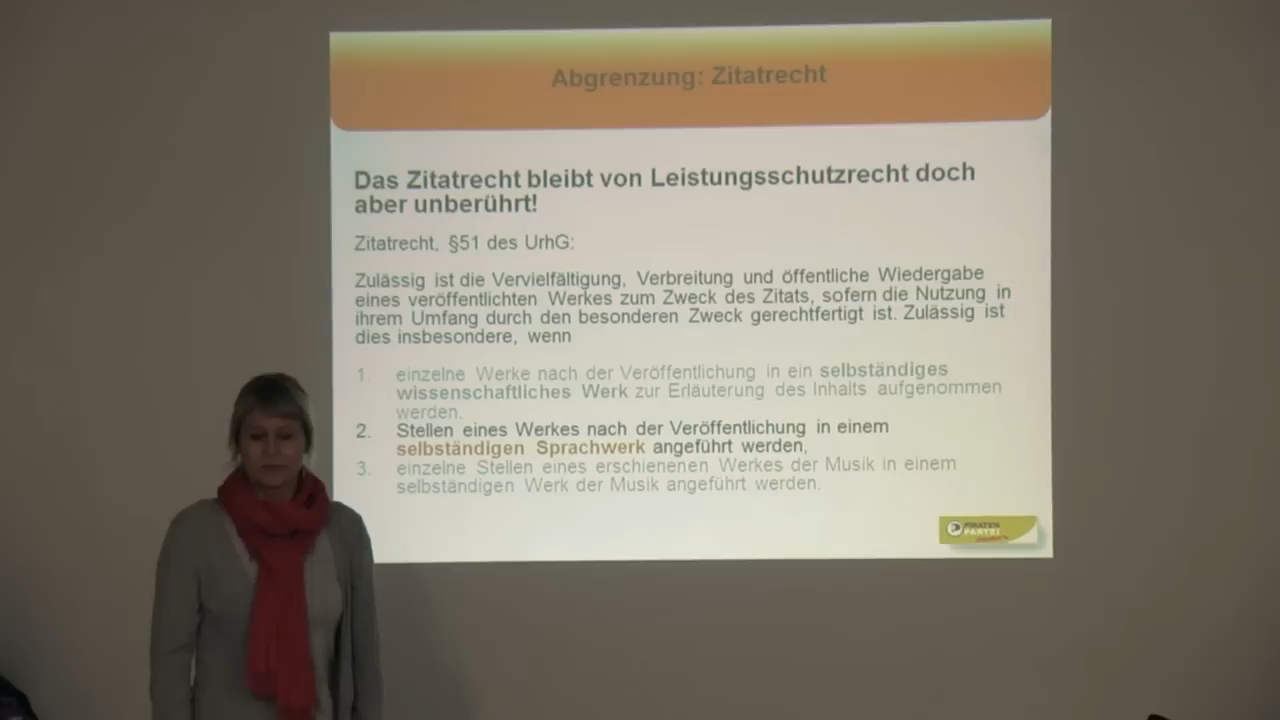 Abgrenzung: Zitatrecht
Das Zitatrecht bleibt von Leistungsschutzrecht doch
aber unberührt!
Zitatrecht, §51 des UrhG:
Zulässig ist die Vervielfältigung, Verbreitung und öffentliche Wiedergabe
eines veröffentlichten Werkes zum Zweck des Zitats, sofern die Nutzung in
ihrem Umfang durch den besonderen Zweck gerechtfertigt ist. Zulässig ist
dies insbesondere, wenn
1. einzelne Werke nach der Veröffentlichung in ein selbständiges
wissenschaftliches Werk zur Erläuterung des Inhalts aufgenommen
werden.
2. Stellen eines Werkes nach der Veröffentlichung in einem
selbständigen Sprachwerk angeführt werden,
3. einzelne Stellen eines erschienenen Werkes der Musik in einem
selbständigen Werk der Musik angeführt werden.
PIRATEN
PARTEI